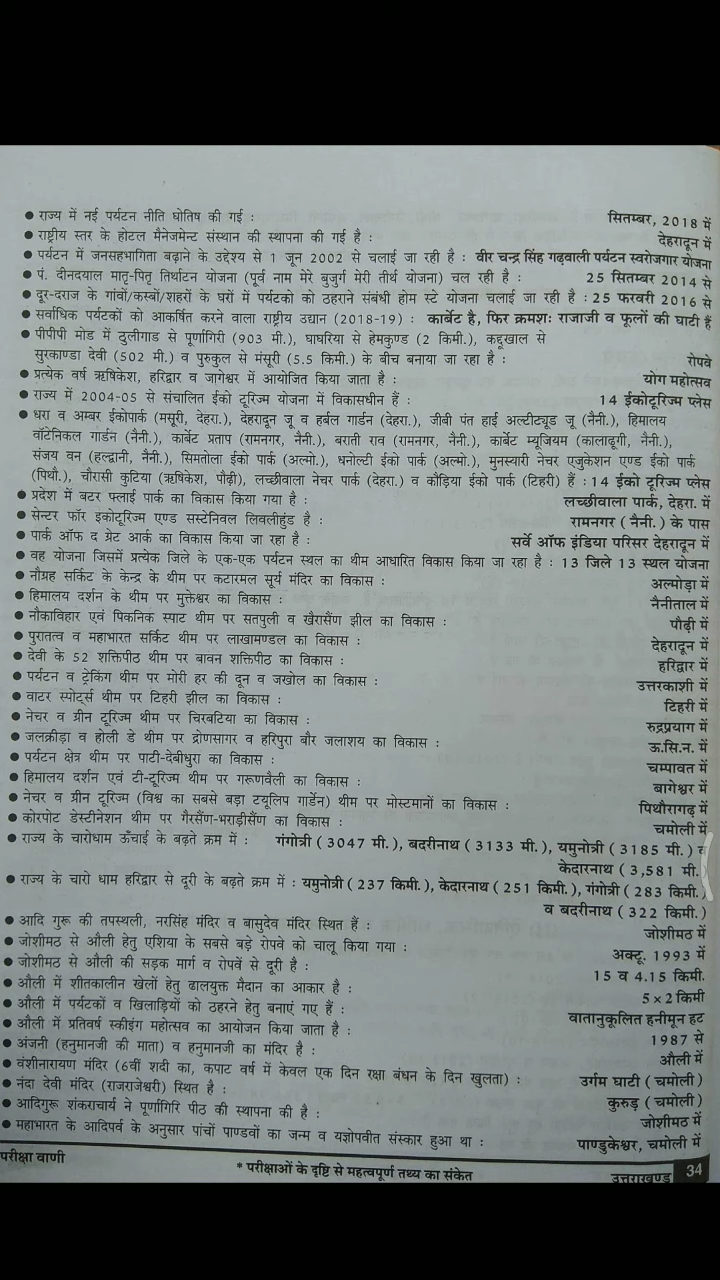 ● राज्य में नई पर्यटन नीति घोतिष की गई : सितम्बर, 2018 में
● राष्ट्रीय स्तर के होटल मैनेजमेण्ट संस्थान की स्थापना की गई है : देहरादून में
● पर्यटन में जनसहभागिता बढ़ाने के उद्देश्य से 1 जून 2002 से चलाई जा रही है : वीर चन्द्र सिंह गढ़वाली पर्यटन स्वरोजगार योजना
● पं. दीनदयाल मातृ-पितृ तिर्थाटन योजना (पूर्व नाम मेरे बुजुर्ग मेरी तीर्थ योजना) चल रही है : 25 सितम्बर 2014 से
● दूर-दराज के गांवों/कस्बों/शहरों के घरों में पर्यटको को ठहराने संबंधी होम स्टे योजना चलाई जा रही है : 25 फरवरी 2016 से
● सर्वाधिक पर्यटकों को आकर्षित करने वाला राष्ट्रीय उद्यान (2018-19) : कार्बेट है, फिर क्रमशः राजाजी व फूलों की घाटी हैं
● पीपीपी मोड में ठुलीगाड से पूर्णागिरी (903 मी.), घाघरिया से हेमकुण्ड (2 किमी.), कद्दूखाल से
सुरकाण्डा देवी (502 मी.) व पुरुकुल से मंसूरी (5.5 किमी.) के बीच बनाया जा रहा है : रोपवे
● प्रत्येक वर्ष ऋषिकेश, हरिद्वार व जागेश्वर में आयोजित किया जाता है : योग महोत्सव
● राज्य में 2004-05 से संचालित ईको टूरिज्म योजना में विकासधीन हैं : 14 ईकोटूरिज्म प्लेस
● धरा व अम्बर ईकोपार्क (मसूरी, देहरा.), देहरादून जू व हर्बल गार्डन (देहरा.), जीबी पंत हाई अल्टीट्यूड जू (नैनी.), हिमालय
वॉटेनिकल गार्डन (नैनी.), कार्बेट प्रताप (रामनगर, नैनी.), बराती राव (रामनगर, नैनी.), कार्बेट म्यूजियम (कालाढूगी, नैनी.),
संजय वन (हल्द्वानी, नैनी.), सिमतोला ईको पार्क (अल्मो.), धनोल्टी ईको पार्क (अल्मो.), मुनस्यारी नेचर एजुकेशन एण्ड ईको पार्क
(पिथौ.), चौरासी कुटिया (ऋषिकेश, पौढ़ी), लच्छीवाला नेचर पार्क (देहरा.) व कौड़िया ईको पार्क (टिहरी) हैं : 14 ईको टूरिज्म प्लेस
● प्रदेश में बटर फ्लाई पार्क का विकास किया गया है : लच्छीवाला पार्क, देहरा. में
● सेन्टर फॉर इकोटूरिज्म एण्ड सस्टेनिवल लिवलीहुंड है : रामनगर ( नैनी. ) के पास
● पार्क ऑफ द ग्रेट आर्क का विकास किया जा रहा है : सर्वे ऑफ इंडिया परिसर देहरादून में
● वह योजना जिसमें प्रत्येक जिले के एक-एक पर्यटन स्थल का थीम आधारित विकास किया जा रहा है : 13 जिले 13 स्थल योजना
● नौग्रह सर्किट के केन्द्र के थीम पर कटारमल सूर्य मंदिर का विकास : अल्मोड़ा में
● हिमालय दर्शन के थीम पर मुक्तेश्वर का विकास : नैनीताल में
● नौकाविहार एवं पिकनिक स्पाट थीम पर सतपुली व खैरासैंण झील का विकास : पौढ़ी में
● पुरातत्व व महाभारत सर्किट थीम पर लाखामण्डल का विकास : देहरादून में
● देवी के 52 शक्तिपीठ थीम पर बावन शक्तिपीठ का विकास : हरिद्वार में
● पर्यटन व ट्रेकिंग थीम पर मोरी हर की दून व जखोल का विकास : उत्तरकाशी में
● वाटर स्पोर्ट्स थीम पर टिहरी झील का विकास : टिहरी में
● नेचर व ग्रीन टूरिज्म थीम पर चिरबटिया का विकास : रुद्रप्रयाग में
● जलक्रीड़ा व होली डे थीम पर द्रोणसागर व हरिपुरा बौर जलाशय का विकास : ऊ.सि.न. में
● पर्यटन क्षेत्र थीम पर पाटी-देबीधुरा का विकास : चम्पावत में
● हिमालय दर्शन एवं टी-टूरिज्म थीम पर गरूणवैली का विकास : बागेश्वर में
● नेचर व ग्रीन टूरिज्म (विश्व का सबसे बड़ा टयूलिप गार्डेन) थीम पर मोस्टमानों का विकास : पिथौरागढ़ में
● कोरपोट डेस्टीनेशन थीम पर गैरसैंण-भराड़ीसैंण का विकास : चमोली में
● राज्य के चारोधाम ऊँचाई के बढ़ते क्रम में : गंगोत्री ( 3047 मी. ), बदरीनाथ ( 3133 मी. ), यमुनोत्री ( 3185 मी. ) व
केदारनाथ ( 3,581 मी.
● राज्य के चारो धाम हरिद्वार से दूरी के बढ़ते क्रम में : यमुनोत्री ( 237 किमी. ), केदारनाथ ( 251 किमी. ), गंगोत्री ( 283 किमी. )
व बदरीनाथ ( 322 किमी. )
● आदि गुरू की तपस्थली, नरसिंह मंदिर व बासुदेव मंदिर स्थित हैं : जोशीमठ में
● जोशीमठ से औली हेतु एशिया के सबसे बड़े रोपवे को चालू किया गया : अक्टू. 1993 में
● जोशीमठ से औली की सड़क मार्ग व रोपवें से दूरी है : 15 व 4.15 किमी.
● औली में शीतकालीन खेलों हेतु ढालयुक्त मैदान का आकार है : 5 × 2 किमी
● औली में पर्यटकों व खिलाड़ियों को ठहरने हेतु बनाएं गए हैं : वातानुकूलित हनीमून हट
● औली में प्रतिवर्ष स्कीइंग महोत्सव का आयोजन किया जाता है : 1987 से
● अंजनी (हनुमानजी की माता) व हनुमानजी का मंदिर है : औली में
● वंशीनारायण मंदिर (6वीं शदी का, कपाट वर्ष में केवल एक दिन रक्षा बंधन के दिन खुलता) : उर्गम घाटी ( चमोली )
● नंदा देवी मंदिर (राजराजेश्वरी) स्थित है : कुरुड़ ( चमोली )
● आदिगुरू शंकराचार्य ने पूर्णागिरि पीठ की स्थापना की है : जोशीमठ में
● महाभारत के आदिपर्व के अनुसार पांचों पाण्डवों का जन्म व यज्ञोपवीत संस्कार हुआ था : पाण्डुकेश्वर, चमोली में
परीक्षा वाणी * परीक्षाओं के दृष्टि से महत्वपूर्ण तथ्य का संकेत उत्तराखण्ड 34